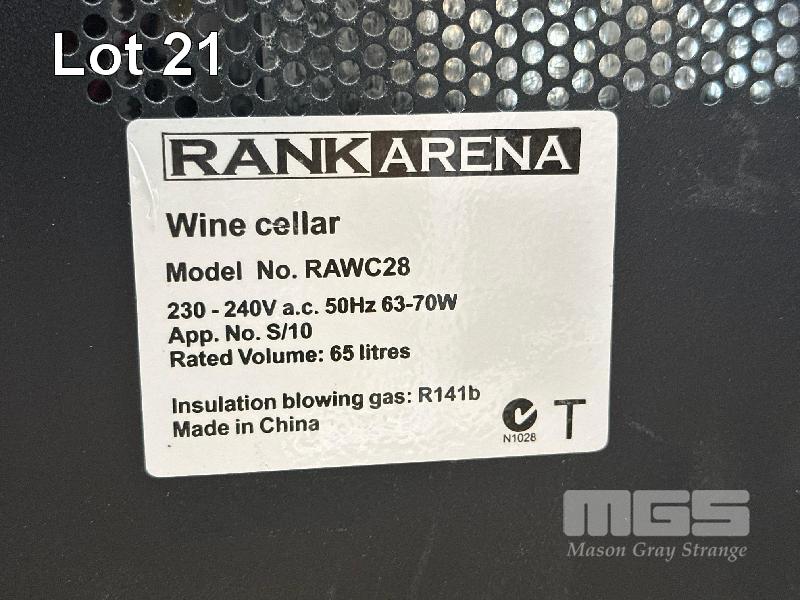 Lot 21
RANK ARENA
Wine cellar
Model No. RAWC28
230 - 240V a.c. 50Hz 63-70W
App. No. S/10
Rated Volume: 65 litres
Insulation blowing gas: R141b
Made in China
N1028
T
MGS
Mason Gray Strange